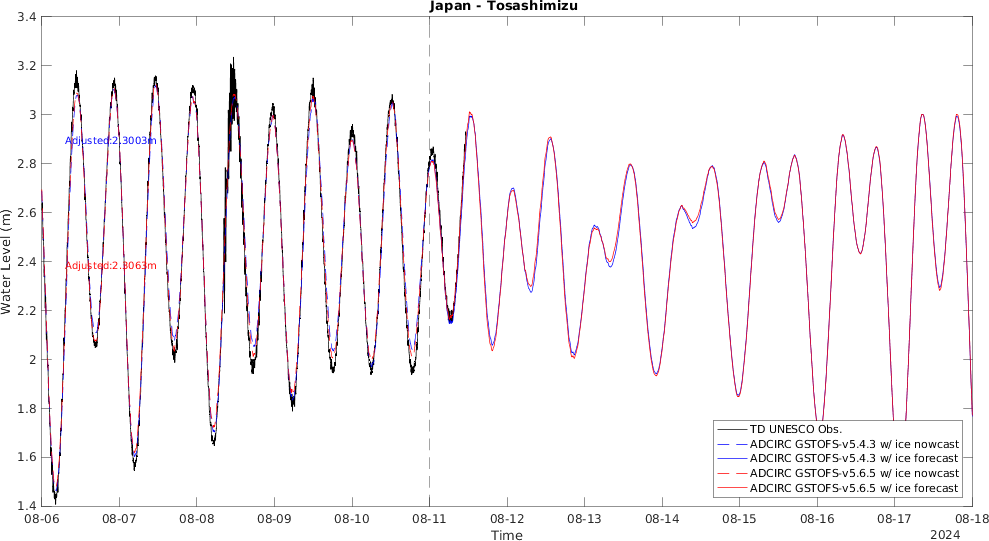 Japan - Tosashimizu
3.4
3.2
3
2.8
2.6
2.4
2.2
2
1.8
1.6
1.4
Water Level (m)
Adjusted:2.3003m
Adjusted:2.3063m
TD UNESCO Obs.
ADCIRC GSTOFS-v5.4.3 w/ ice nowcast
ADCIRC GSTOFS-v5.4.3 w/ ice forecast
ADCIRC GSTOFS-v5.6.5 w/ ice nowcast
ADCIRC GSTOFS-v5.6.5 w/ ice forecast
08-06 08-07 08-08 08-09 08-10 08-11 08-12 08-13 08-14 08-15 08-16 08-17 08-18
Time
2024